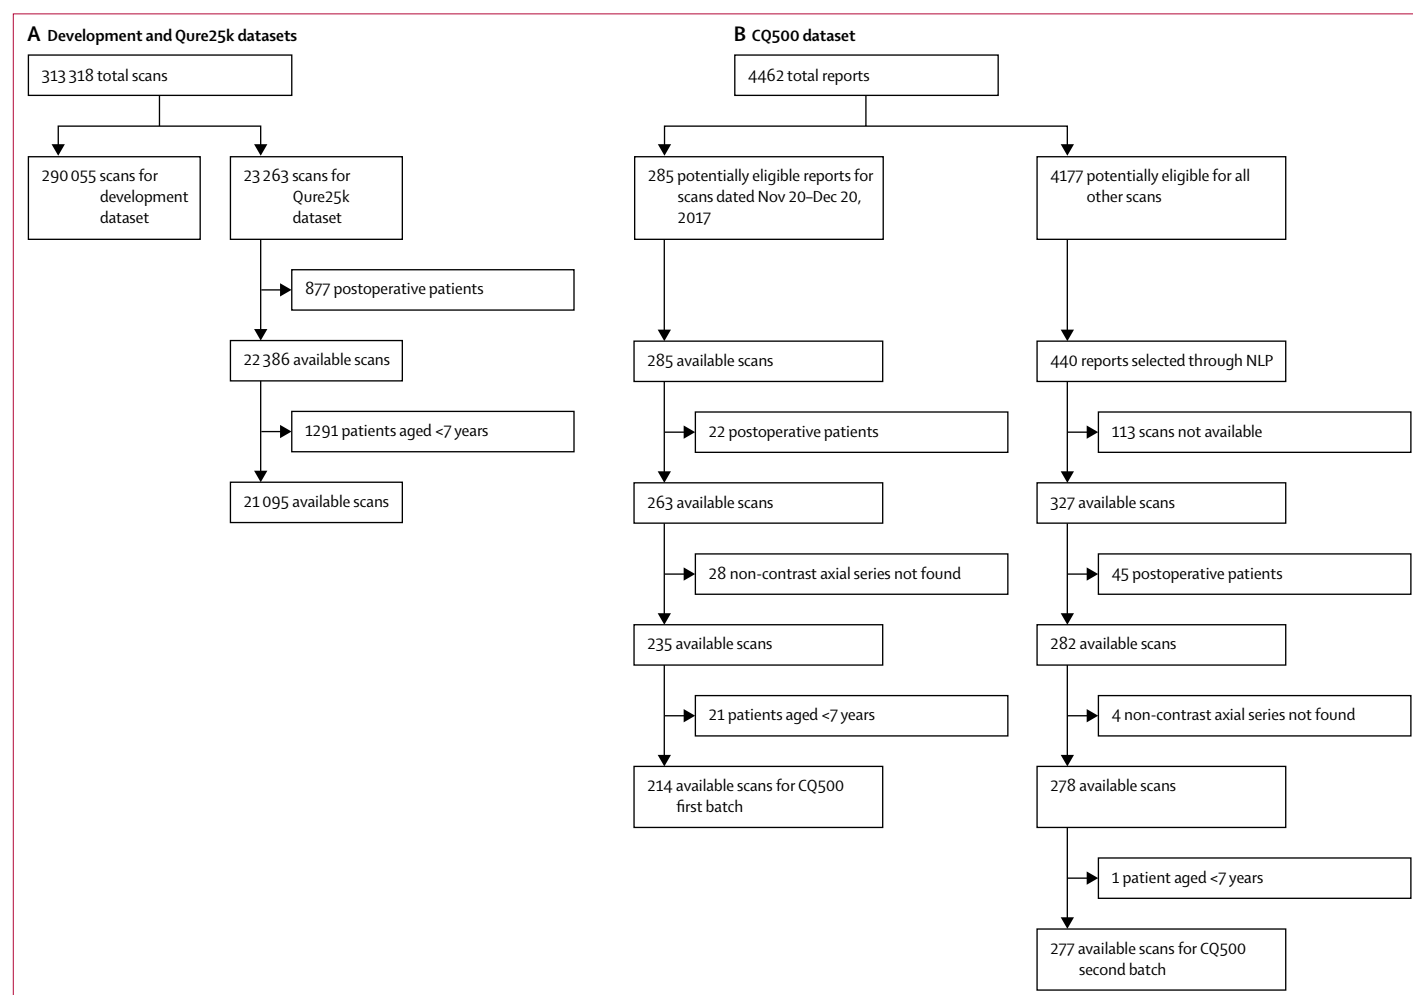 A Development and Qure25k datasets
313 318 total scans
290 055 scans for
development
dataset
23 263 scans for
Qure25k
dataset
877 postoperative patients
22 386 available scans
1291 patients aged <7 years
21 095 available scans
B CQ500 dataset
4462 total reports
285 potentially eligible reports for
scans dated Nov 20–Dec 20,
2017
4177 potentially eligible for all
other scans
285 available scans
440 reports selected through NLP
22 postoperative patients
113 scans not available
263 available scans
327 available scans
28 non-contrast axial series not found
45 postoperative patients
235 available scans
282 available scans
21 patients aged <7 years
4 non-contrast axial series not found
214 available scans for CQ500
first batch
278 available scans
1 patient aged <7 years
277 available scans for CQ500
second batch